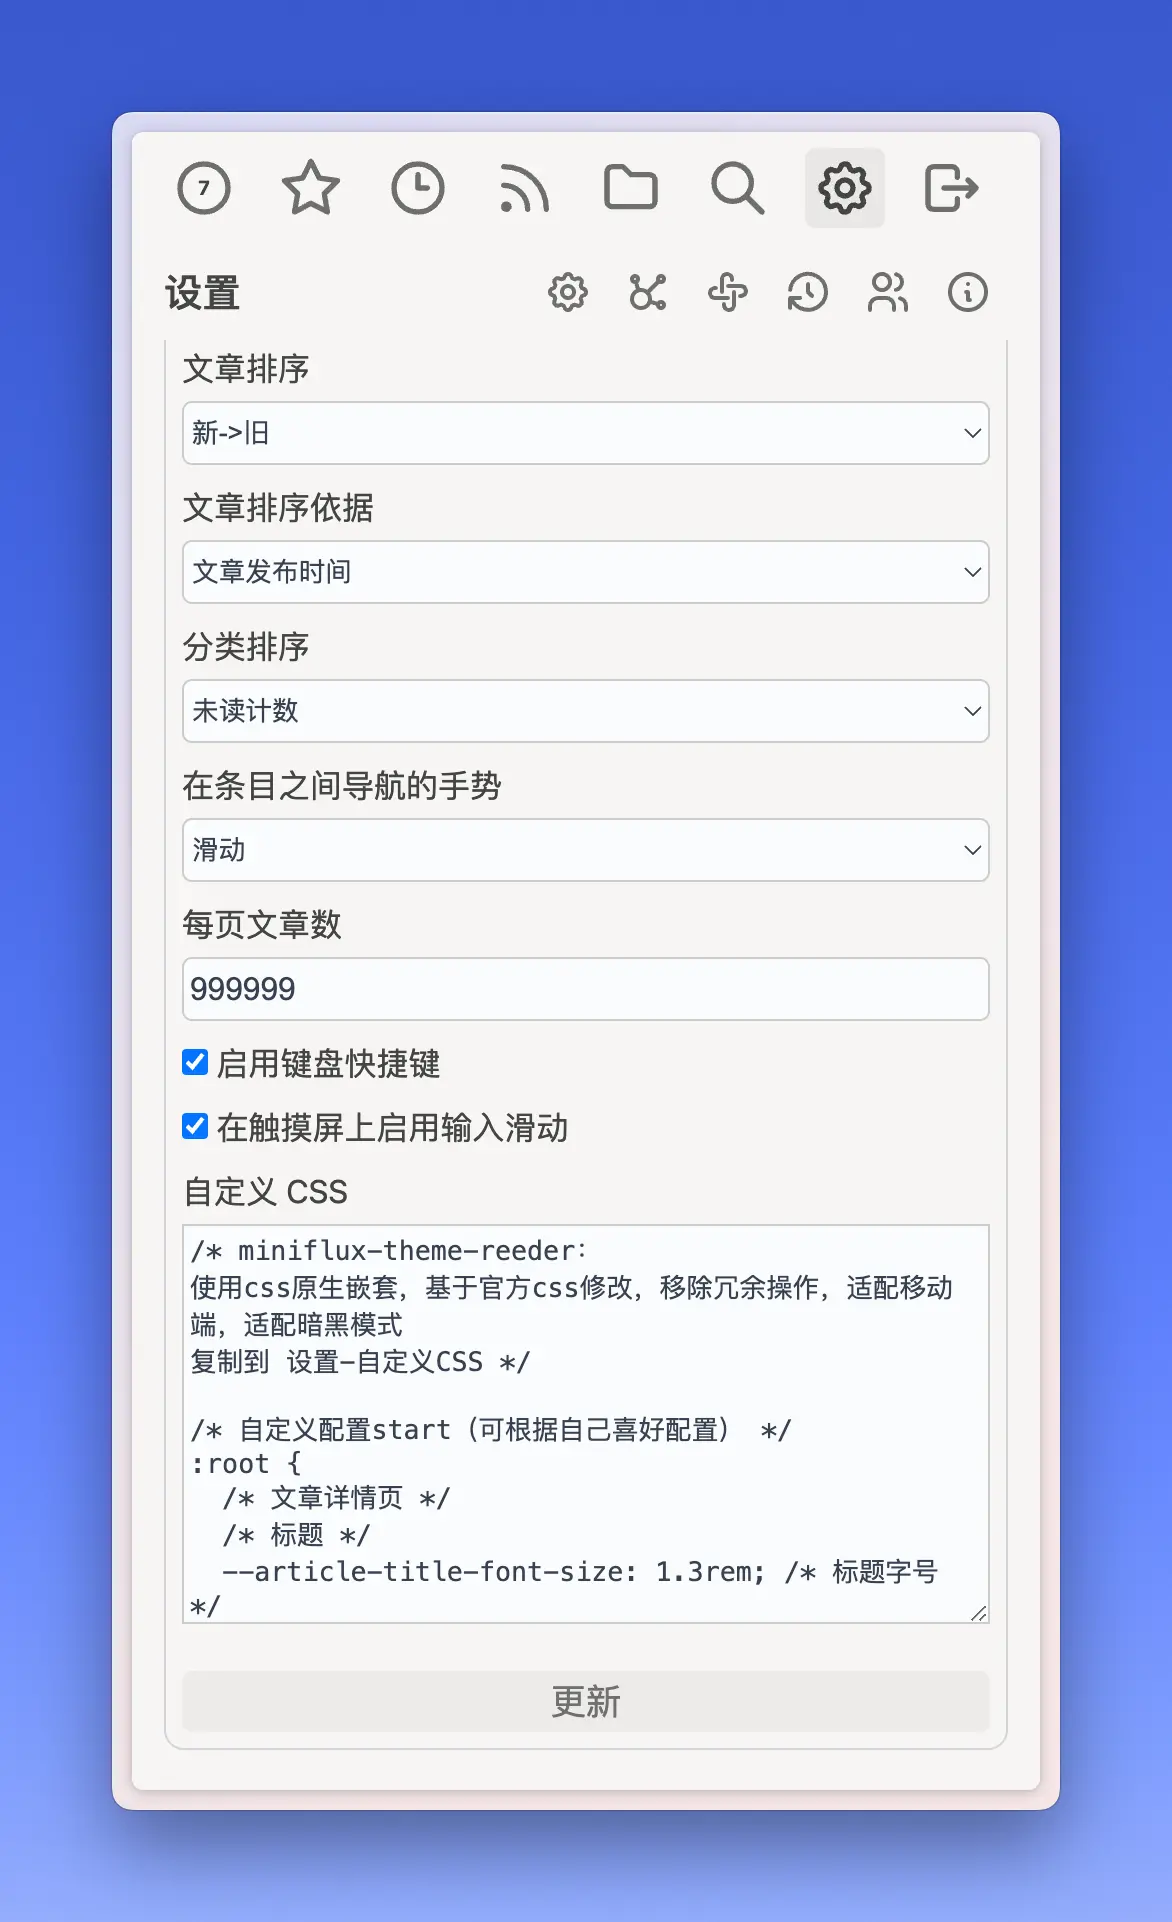 7
设置
文章排序
新->旧
文章排序依据
文章发布时间
分类排序
未读计数
在条目之间导航的手势
滑动
每页文章数
999999
启用键盘快捷键
在触摸屏上启用输入滑动
自定义 CSS
/* miniflux-theme-reeder:
使用css原生嵌套，基于官方css修改，移除冗余操作，适配移动
端，适配暗黑模式
复制到 设置-自定义CSS */
/* 自定义配置start（可根据自己喜好配置） */
:root {
/* 文章详情页 */
/* 标题 */
--article-title-font-size: 1.3rem; /* 标题字号
*/
更新